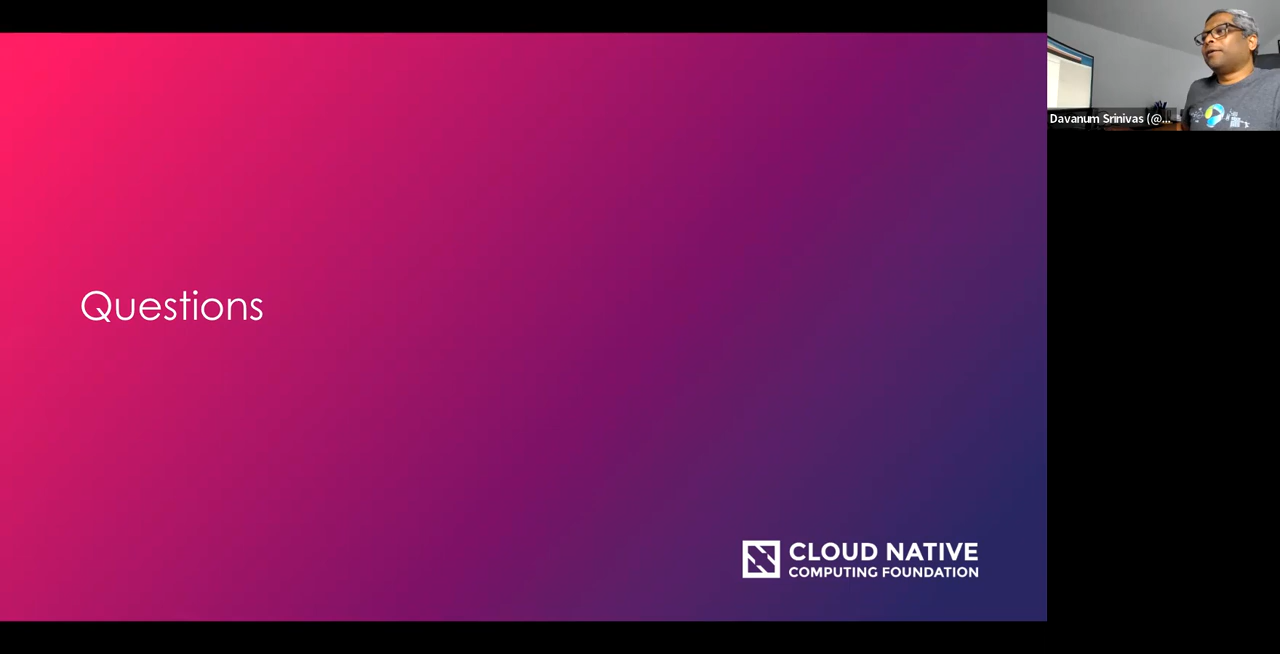 Questions
CLOUD NATIVE
COMPUTING FOUNDATION
Davanum Srinivas (@...